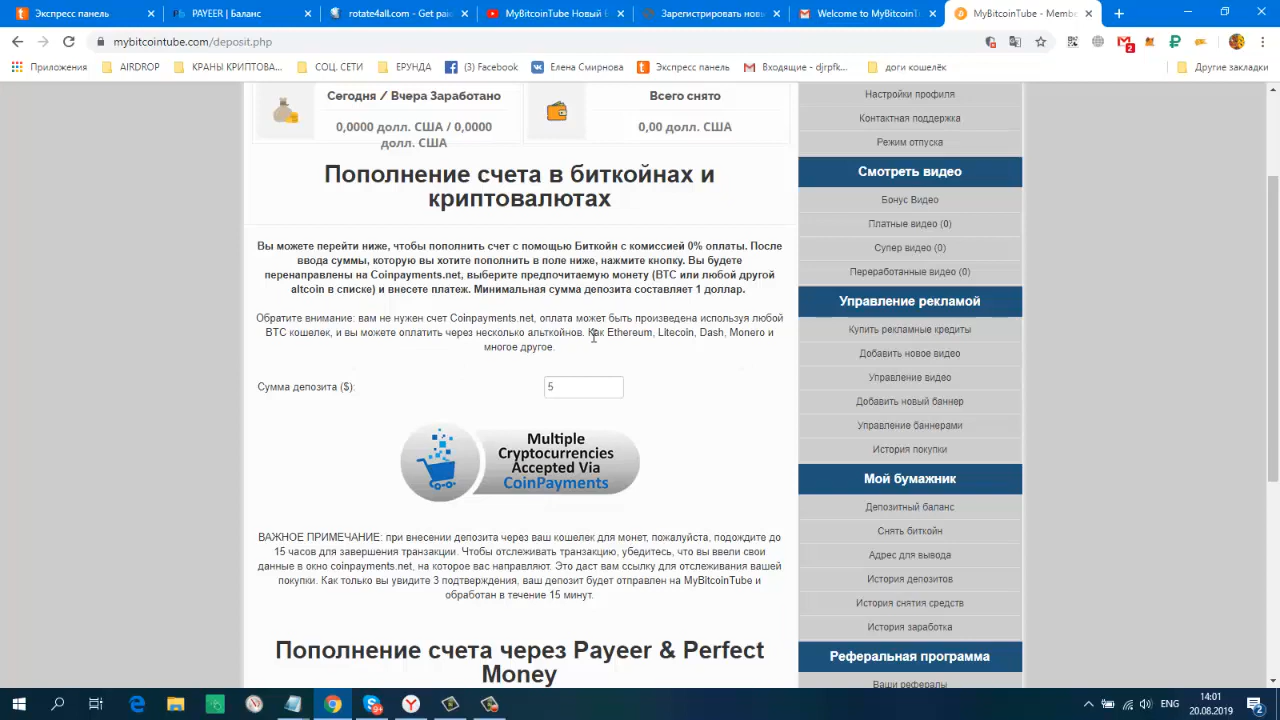 Экспресс панель
PAYEER | Баланс
rotate4all.com - Get paid
MyBitcoinTube Новый Б
Зарегистрировать новы
Welcome to MyBitcoinTu
MyBitcoinTube - Membe
mybitcointube.com/deposit.php
Приложения
AIRDROP
КРАНЫ КРИПТОВА...
СОЦ. СЕТИ
ЕРУНДА
(3) Facebook
Елена Смирнова
Экспресс панель
Входящие - djrpfk...
доги кошелёк
Другие закладки
Сегодня / Вчера Заработано
0,0000 долл. США / 0,0000
долл. США
Всего снято
0,00 долл. США
Пополнение счета в биткойнах и
криптовалютах
Вы можете перейти ниже, чтобы пополнить счет с помощью Биткойн с комиссией 0% оплаты. После
ввода суммы, которую вы хотите пополнить в поле ниже, нажмите кнопку. Вы будете
перенаправлены на Coinpayments.net, выберите предпочитаемую монету (BTC или любой другой
altcoin в списке) и внесете платеж. Минимальная сумма депозита составляет 1 доллар.
Обратите внимание: вам не нужен счет Coinpayments.net, оплата может быть произведена используя любой
BTC кошелек, и вы можете оплатить через несколько альткойнов. Как Ethereum, Litecoin, Dash, Monero и
многое другое.
Сумма депозита ($):
5
Multiple
Cryptocurrencies
Accepted Via
CoinPayments
ВАЖНОЕ ПРИМЕЧАНИЕ: при внесении депозита через ваш кошелек для монет, пожалуйста, подождите до
15 часов для завершения транзакции. Чтобы отслеживать транзакцию, убедитесь, что вы ввели свои
данные в окно coinpayments.net, на которое вас направляют. Это даст вам ссылку для отслеживания вашей
покупки. Как только вы увидите 3 подтверждения, ваш депозит будет отправлен на MyBitcoinTube и
обработан в течение 15 минут.
Пополнение счета через Payeer & Perfect
Money
Настройки профиля
Контактная поддержка
Режим отпуска
Смотреть видео
Бонус Видео
Платные видео (0)
Супер видео (0)
Переработанные видео (0)
Управление рекламой
Купить рекламные кредиты
Добавить новое видео
Управление видео
Добавить новый баннер
Управление баннерами
История покупки
Мой бумажник
Депозитный баланс
Снять биткойн
Адрес для вывода
История депозитов
История снятия средств
История заработка
Реферальная программа
Ваши рефералы
ENG
14:01
20.08.2019
2